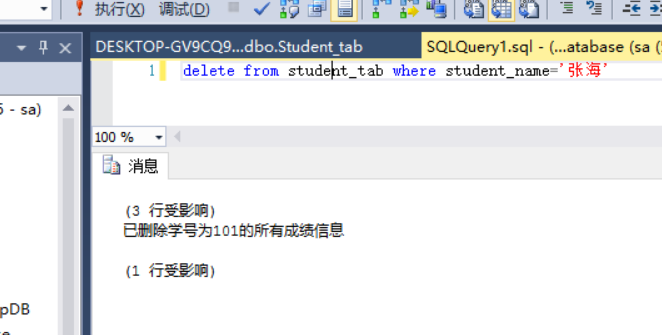 执行(X) 调试(D)
DESKTOP-GV9CQ9...dbo.Student_tab SQLQuery1.sql - (...atabase (sa (
1 delete from student_tab where student_name='张海'
5 - sa)
100 %
消息
(3 行受影响)
已删除学号为101的所有成绩信息
(1 行受影响)
pDB